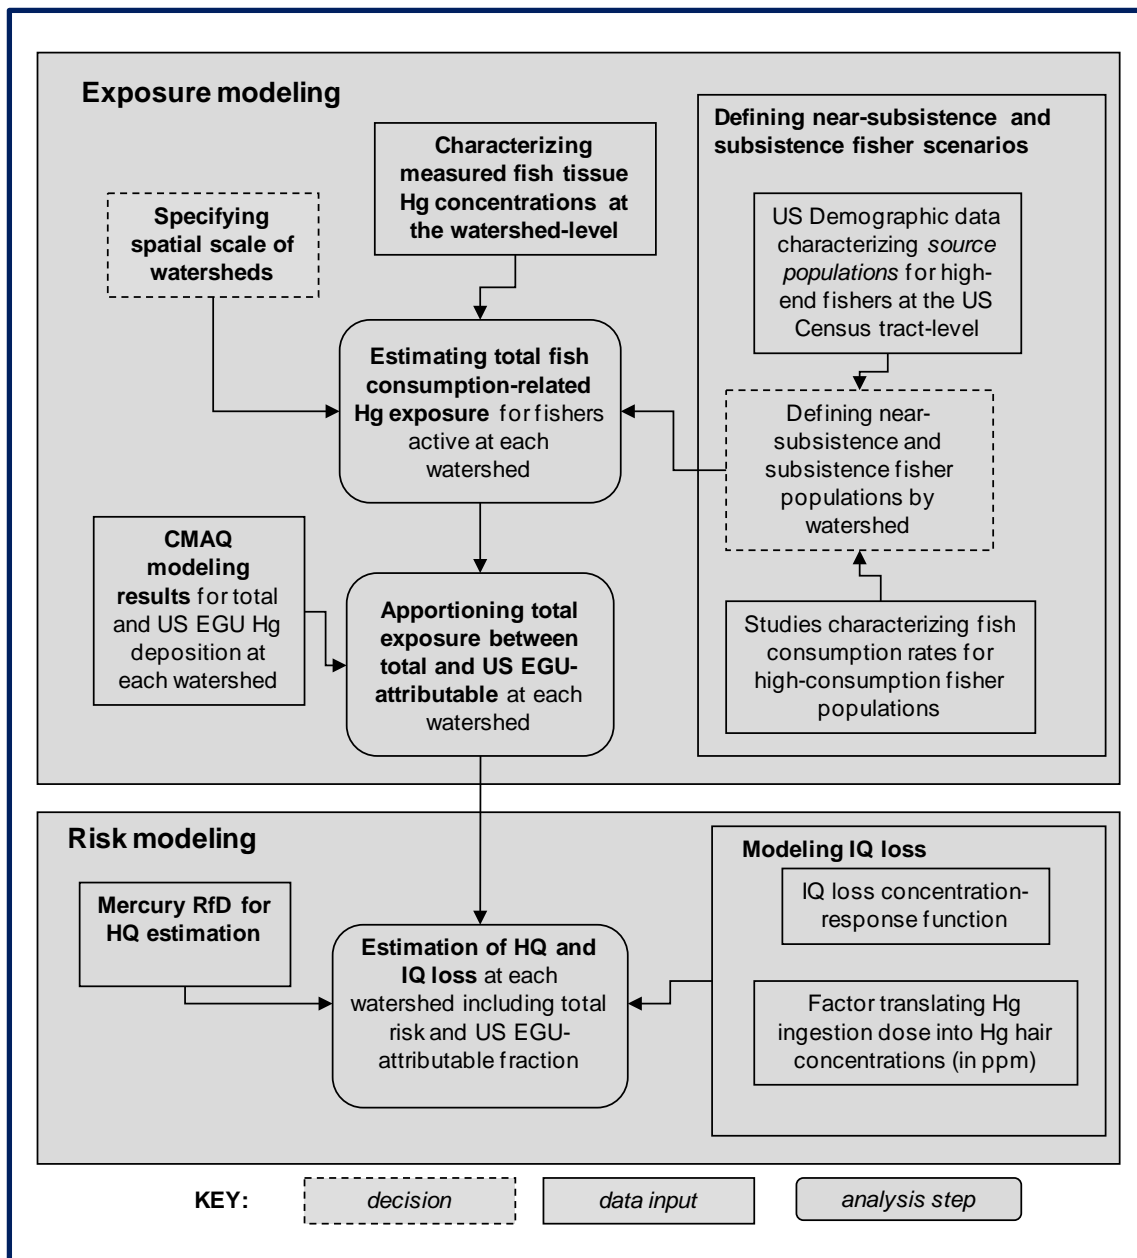 Exposure modeling
Characterizing
measured fish tissue
Hg concentrations at
the watershed-level
Specifying
spatial scale of
watersheds
Defining near-subsistence and
subsistence fisher scenarios
US Demographic data
characterizing source
populations for high-
end fishers at the US
Census tract-level
Estimating total fish
consumption-related
Hg exposure for fishers
active at each
watershed
Defining near-
subsistence and
subsistence fisher
populations by
watershed
CMAQ
modeling
results for total
and US EGU Hg
deposition at
each watershed
Apportioning total
exposure between
total and US EGU-
attributable at each
watershed
Studies characterizing fish
consumption rates for
high-consumption fisher
populations
Risk modeling
Mercury RfD for
HQ estimation
Estimation of HQ and
IQ loss at each
watershed including total
risk and US EGU-
attributable fraction
Modeling IQ loss
IQ loss concentration-
response function
Factor translating Hg
ingestion dose into Hg hair
concentrations (in ppm)
KEY:
decision
data input
analysis step